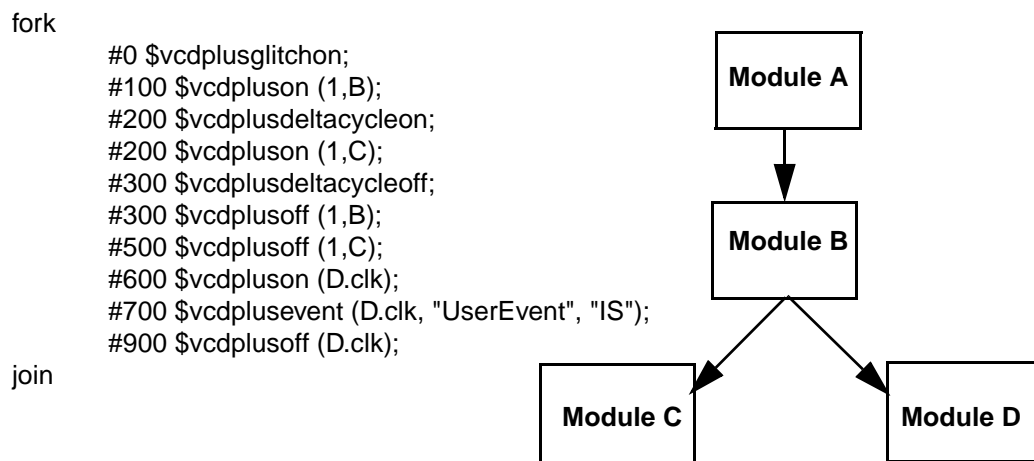 fork
#0 $vcdplusglitchon;
#100 $vcdpluson (1,B);
#200 $vcdplusdeltacycleon;
#200 $vcdpluson (1,C);
#300 $vcdplusdeltacycleoff;
#300 $vcdplusoff (1,B);
#500 $vcdplusoff (1,C);
#600 $vcdpluson (D.clk);
#700 $vcdplusevent (D.clk, "UserEvent", "IS");
#900 $vcdplusoff (D.clk);
join
Module A
Module B
Module C
Module D